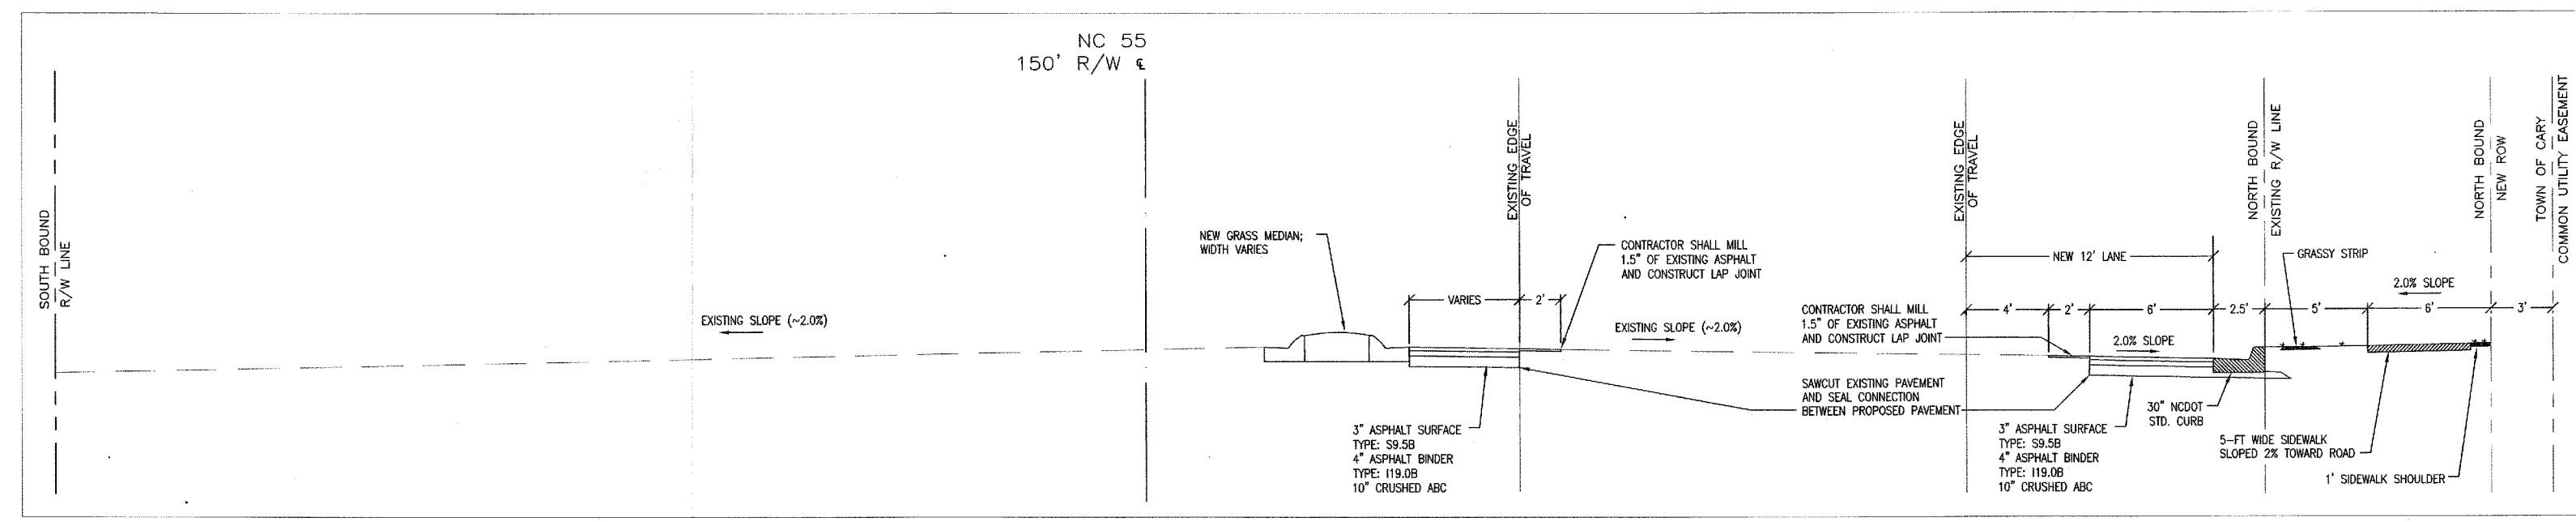 NC 55
150' R/W ℄
SOUTH BOUND
R/W LINE
EXISTING SLOPE (~2.0%)
NEW GRASS MEDIAN;
WIDTH VARIES
VARIES
2'
EXISTING EDGE
OF TRAVEL
CONTRACTOR SHALL MILL
1.5" OF EXISTING ASPHALT
AND CONSTRUCT LAP JOINT
EXISTING SLOPE (~2.0%)
3" ASPHALT SURFACE
TYPE: S9.5B
4" ASPHALT BINDER
TYPE: I19.0B
10" CRUSHED ABC
CONTRACTOR SHALL MILL
1.5" OF EXISTING ASPHALT
AND CONSTRUCT LAP JOINT
SAWCUT EXISTING PAVEMENT
AND SEAL CONNECTION
BETWEEN PROPOSED PAVEMENT
EXISTING EDGE
OF TRAVEL
NEW 12' LANE
4'
2'
6'
2.5'
5'
6'
3'
2.0% SLOPE
NORTH BOUND
EXISTING R/W LINE
GRASSY STRIP
2.0% SLOPE
NORTH BOUND
NEW ROW
TOWN OF CARY
COMMON UTILITY EASEMENT
3" ASPHALT SURFACE
TYPE: S9.5B
4" ASPHALT BINDER
TYPE: I19.0B
10" CRUSHED ABC
30" NCDOT
STD. CURB
5-FT WIDE SIDEWALK
SLOPED 2% TOWARD ROAD
1' SIDEWALK SHOULDER